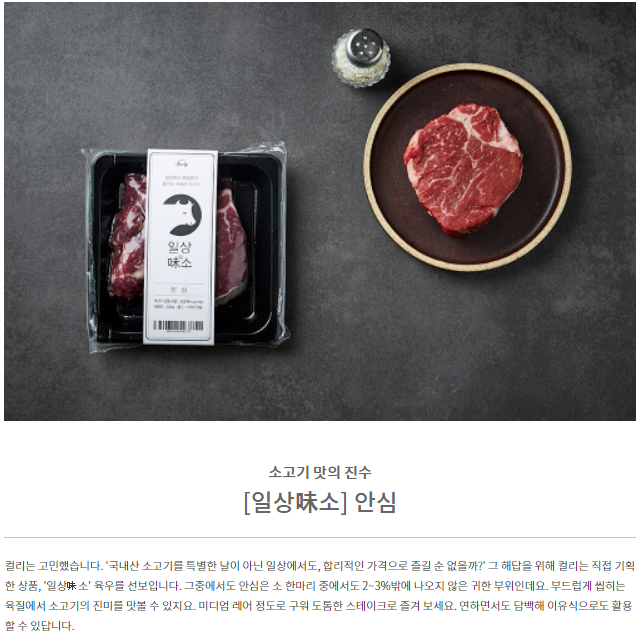 일상
味소
안심
소고기 맛의 진수
[일상味소] 안심
컬리는 고민했습니다. '국내산 소고기를 특별한 날이 아닌 일상에서도, 합리적인 가격으로 즐길 순 없을까?' 그 해답을 위해 컬리는 직접 기획
한 상품, '일상味 소' 육우를 선보입니다. 그중에서도 안심은 소 한마리 중에서도 2~3%밖에 나오지 않은 귀한 부위인데요. 부드럽게 씹히는
육질에서 소고기의 진미를 맛볼 수 있지요. 미디엄 레어 정도로 구워 도톰한 스테이크로 즐겨 보세요. 연하면서도 담백해 이유식으로도 활용
할 수 있답니다.